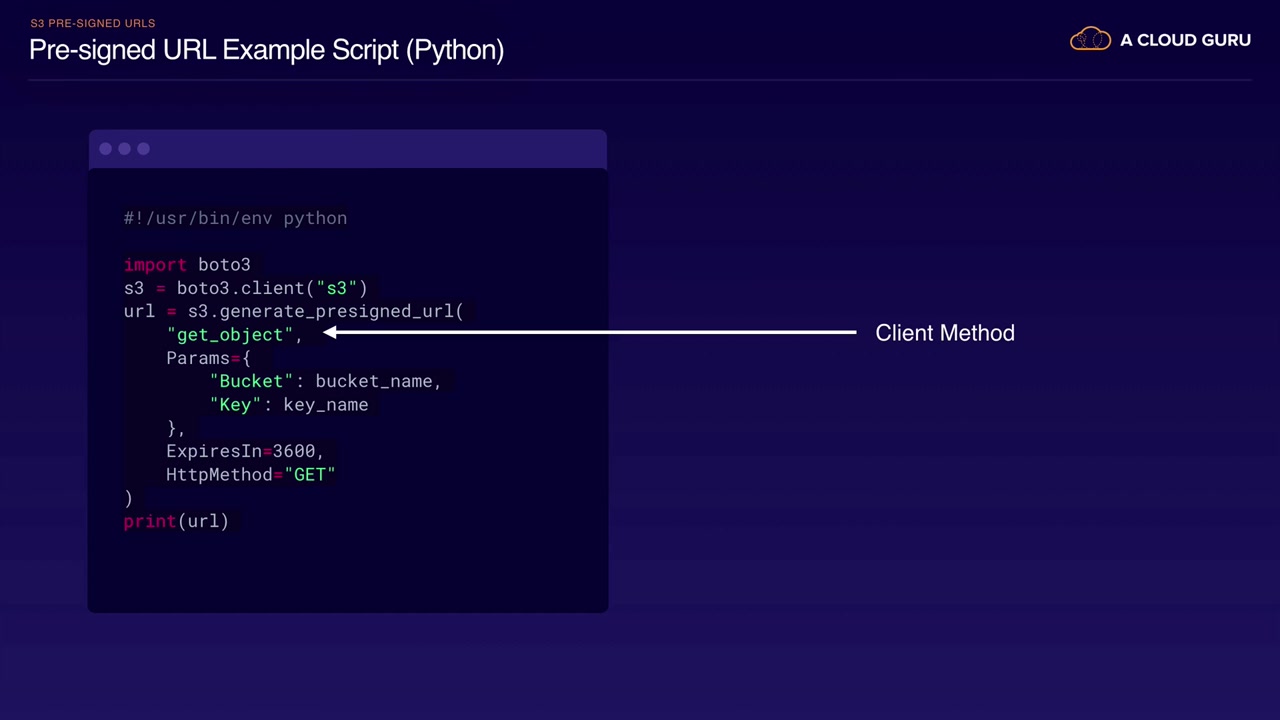 S3 PRE-SIGNED URLS
Pre-signed URL Example Script (Python)
A CLOUD GURU
#!/usr/bin/env python
import boto3
s3 = boto3.client("s3")
url = s3.generate_presigned_url(
    "get_object",
Client Method
    Params={
        "Bucket": bucket_name,
        "Key": key_name
    },
    ExpiresIn=3600,
    HttpMethod="GET"
)
print(url)